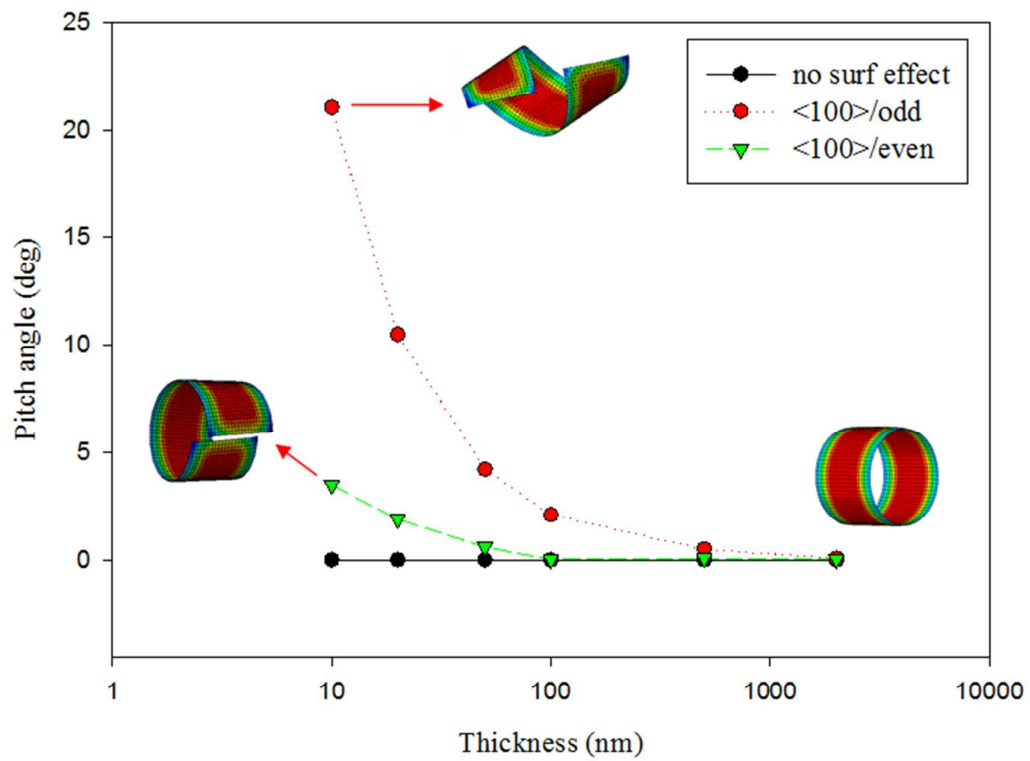 25
20
15
10
5
0
Pitch angle (deg)
no surf effect
<100>/odd
<100>/even
1
10
100
1000
10000
Thickness (nm)